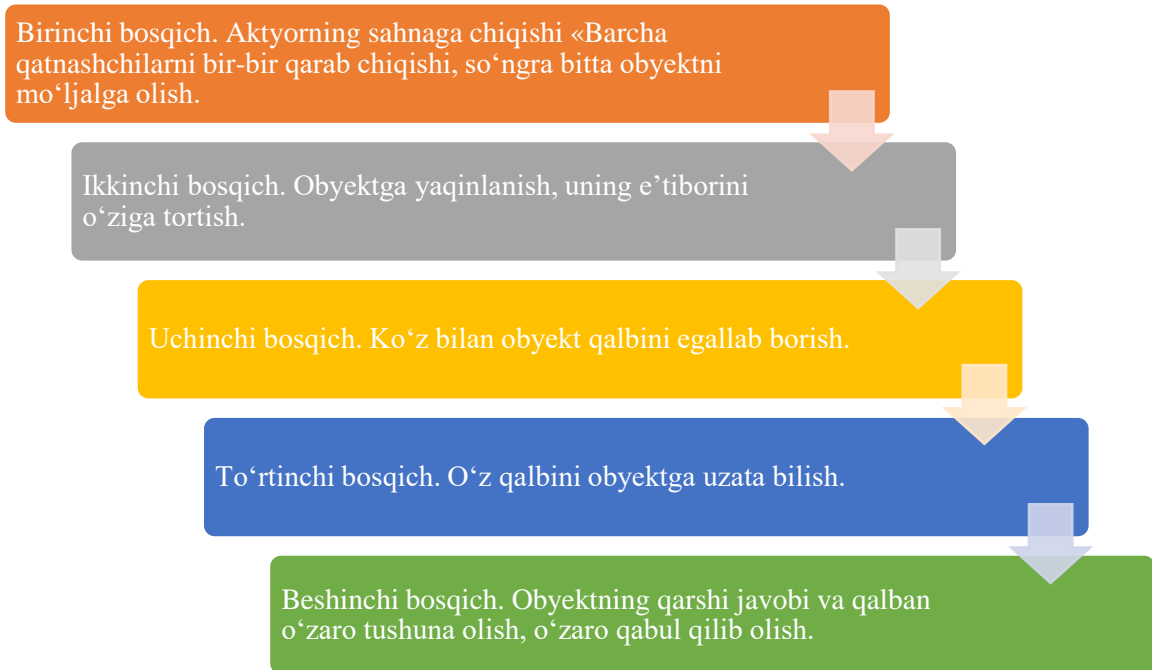 Birinchi bosqich. Aktyorning sahnaga chiqishi «Barcha
qatnashchilarni bir-bir qarab chiqishi, so‘ngra bitta obyektni
mo‘ljalga olish.
Ikkinchi bosqich. Obyektga yaqinlanish, uning e’tiborini
o‘ziga tortish.
Uchinchi bosqich. Ko‘z bilan obyekt qalbini egallab borish.
To‘rtinchi bosqich. O‘z qalbini obyektga uzata bilish.
Beshinchi bosqich. Obyektning qarshi javobi va qalban
o‘zaro tushuna olish, o‘zaro qabul qilib olish.